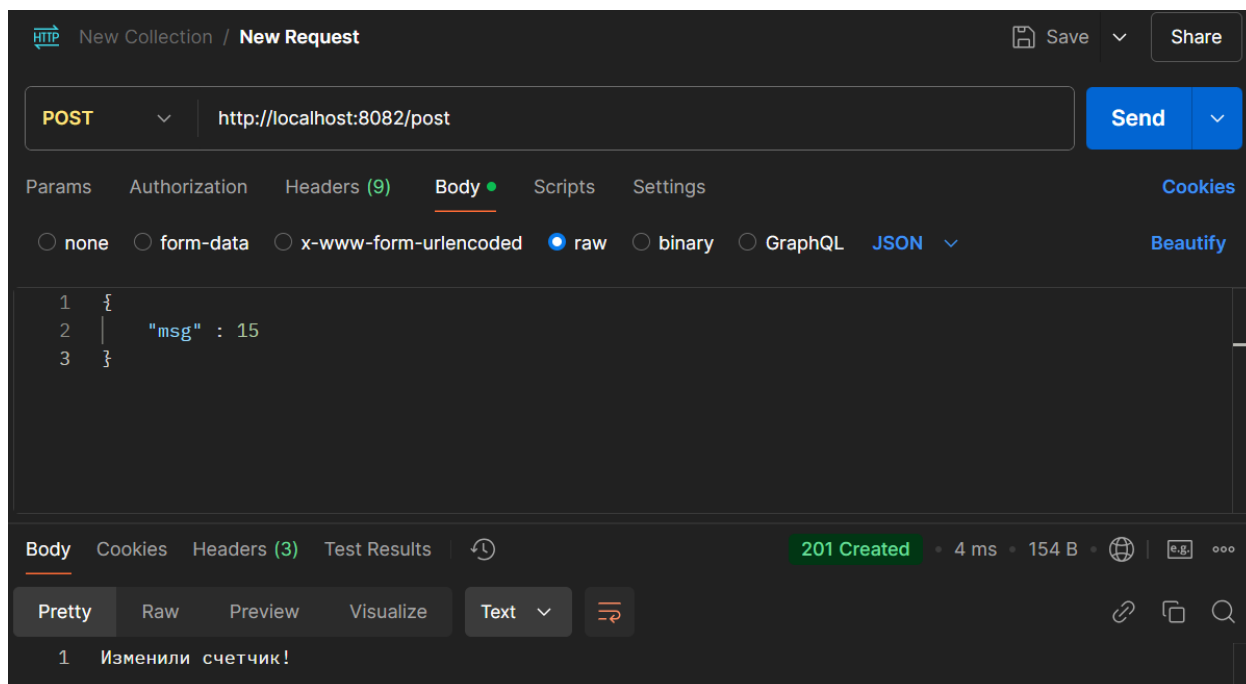 HTTP New Collection / New Request Save Share
POST http://localhost:8082/post Send
Params Authorization Headers (9) Body Scripts Settings Cookies
none form-data x-www-form-urlencoded raw binary GraphQL JSON Beautify
1 {
2 "msg" : 15
3 }
Body Cookies Headers (3) Test Results 201 Created • 4 ms • 154 B • e.g.
Pretty Raw Preview Visualize Text
1 Изменили счетчик!